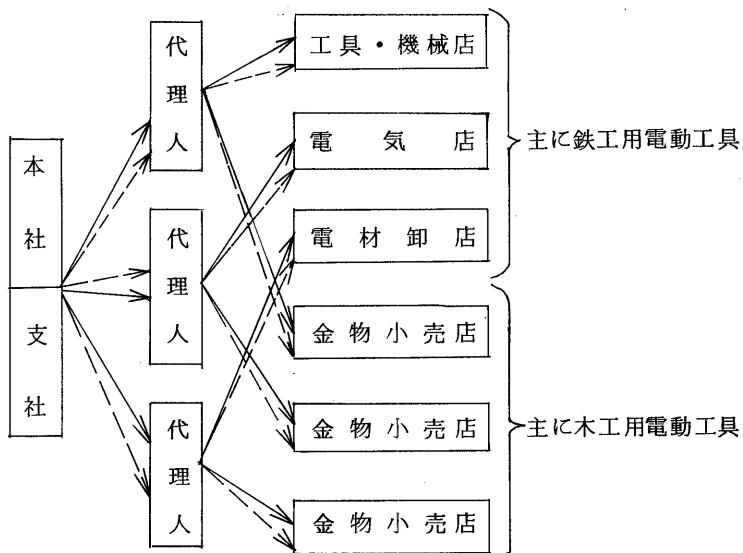 本社
支社
代理人
代理人
代理人
工具・機械店
電気店
電材卸店
金物小売店
金物小売店
金物小売店
主に鉄工用電動工具
主に木工用電動工具